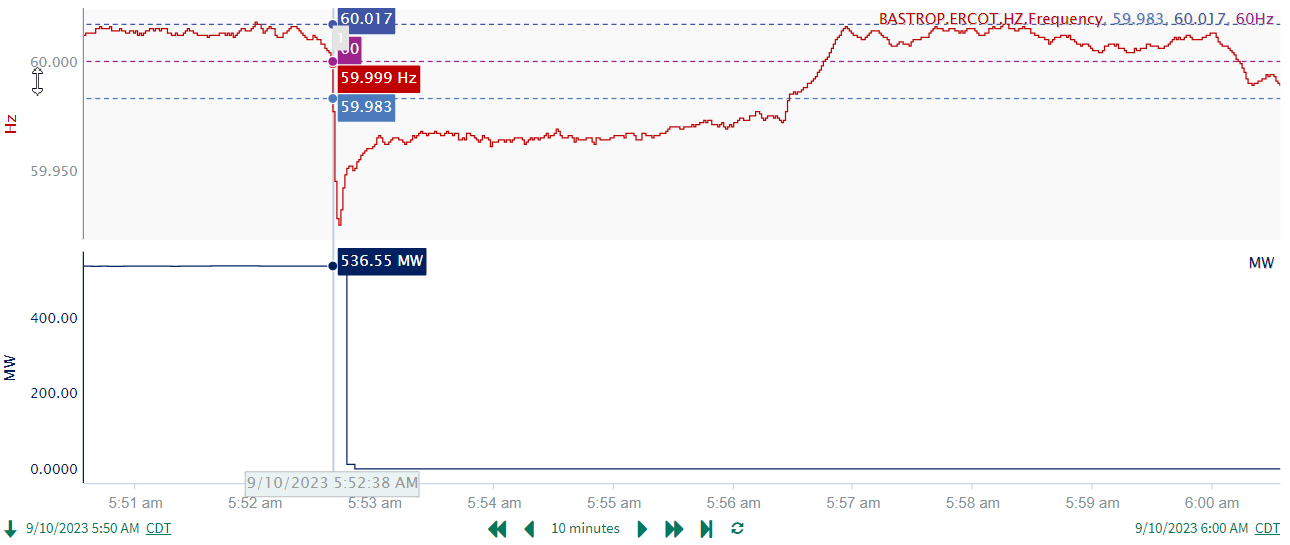 60.017
BASTROP.ERCOT.HZ.Frequency, 59.983, 60.017, 60Hz
1
60
60.000
59.999 Hz
59.983
Hz
59.950
536.55 MW
MW
400.00
MW
200.00
0.0000
9/10/2023 5:52:38 AM
5:51 am 5:52 am 5:53 am 5:54 am 5:55 am 5:56 am 5:57 am 5:58 am 5:59 am 6:00 am
9/10/2023 5:50 AM CDT 10 minutes 9/10/2023 6:00 AM CDT